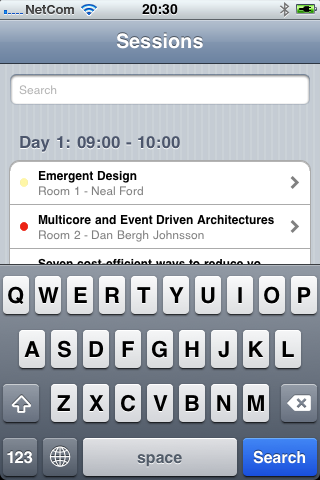 NetCom 20:30
Sessions
Search
Day 1: 09:00 - 10:00
Emergent Design
Room 1 - Neal Ford
Multicore and Event Driven Architectures
Room 2 - Dan Bergh Johnsson
Seven cost-efficient ways to reduce yo
Q W E R T Y U I O P
A S D F G H J K L
Z X C V B N M
123 space Search